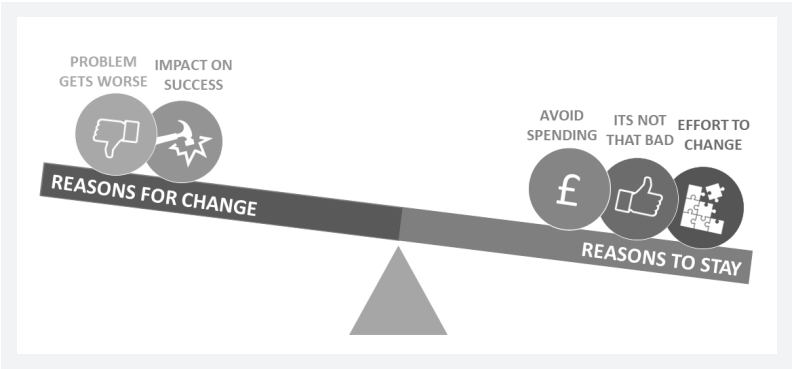 PROBLEM
GETS WORSE
IMPACT ON
SUCCESS
REASONS FOR CHANGE
AVOID
SPENDING
ITS NOT
THAT BAD
EFFORT TO
CHANGE
£
REASONS TO STAY